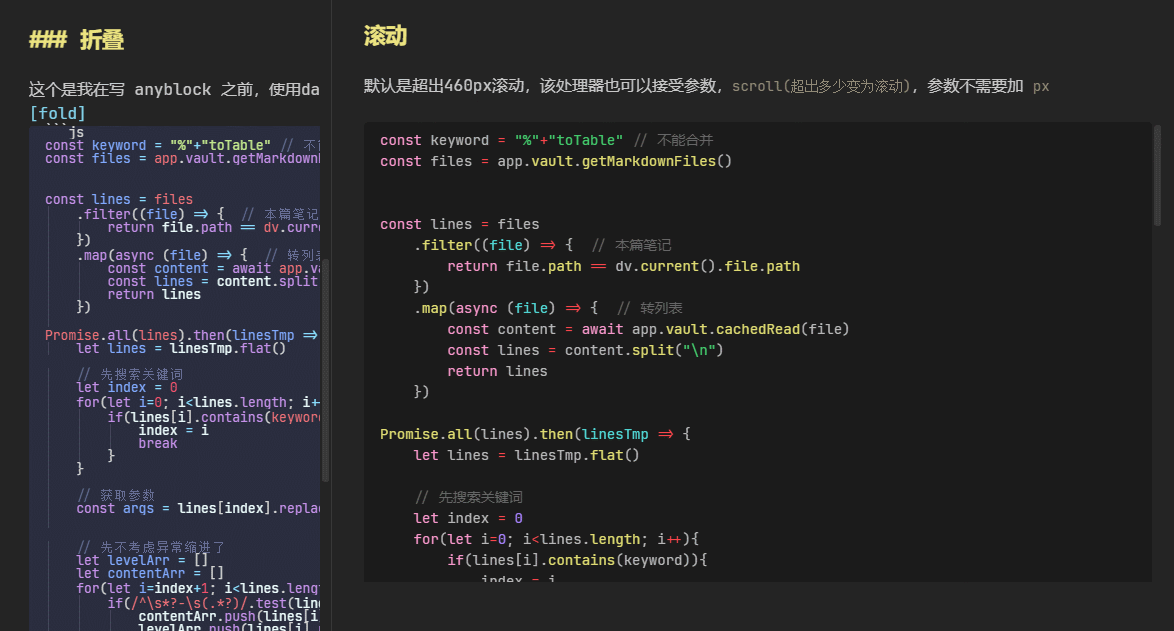 ### 折叠
这个是我在写 anyblock 之前，使用da
[fold]
```js
const keyword = "%"+"toTable" // 不
const files = app.vault.getMarkdown
const lines = files
.filter((file) => { // 本篇笔记
return file.path == dv.curr
})
.map(async (file) => { // 转列
const content = await app.v
const lines = content.split
return lines
})
Promise.all(lines).then(linesTmp =>
let lines = linesTmp.flat()
// 先搜索关键词
let index = 0
for(let i=0; i<lines.length; i+
if(lines[i].contains(keywor
index = i
break
}
}
// 获取参数
const args = lines[index].repla
// 先不考虑异常缩进了
let levelArr = []
let contentArr = []
for(let i=index+1; i<lines.leng
if(/^\s*?-\s(.*?)/.test(lin
contentArr.push(lines[i
levelArr.push(lines[i]
滚动
默认是超出460px滚动，该处理器也可以接受参数，scroll(超出多少变为滚动)，参数不需要加 px
const keyword = "%"+"toTable" // 不能合并
const files = app.vault.getMarkdownFiles()
const lines = files
.filter((file) => { // 本篇笔记
return file.path == dv.current().file.path
})
.map(async (file) => { // 转列表
const content = await app.vault.cachedRead(file)
const lines = content.split("\n")
return lines
})
Promise.all(lines).then(linesTmp => {
let lines = linesTmp.flat()
// 先搜索关键词
let index = 0
for(let i=0; i<lines.length; i++){
if(lines[i].contains(keyword)){
index = i